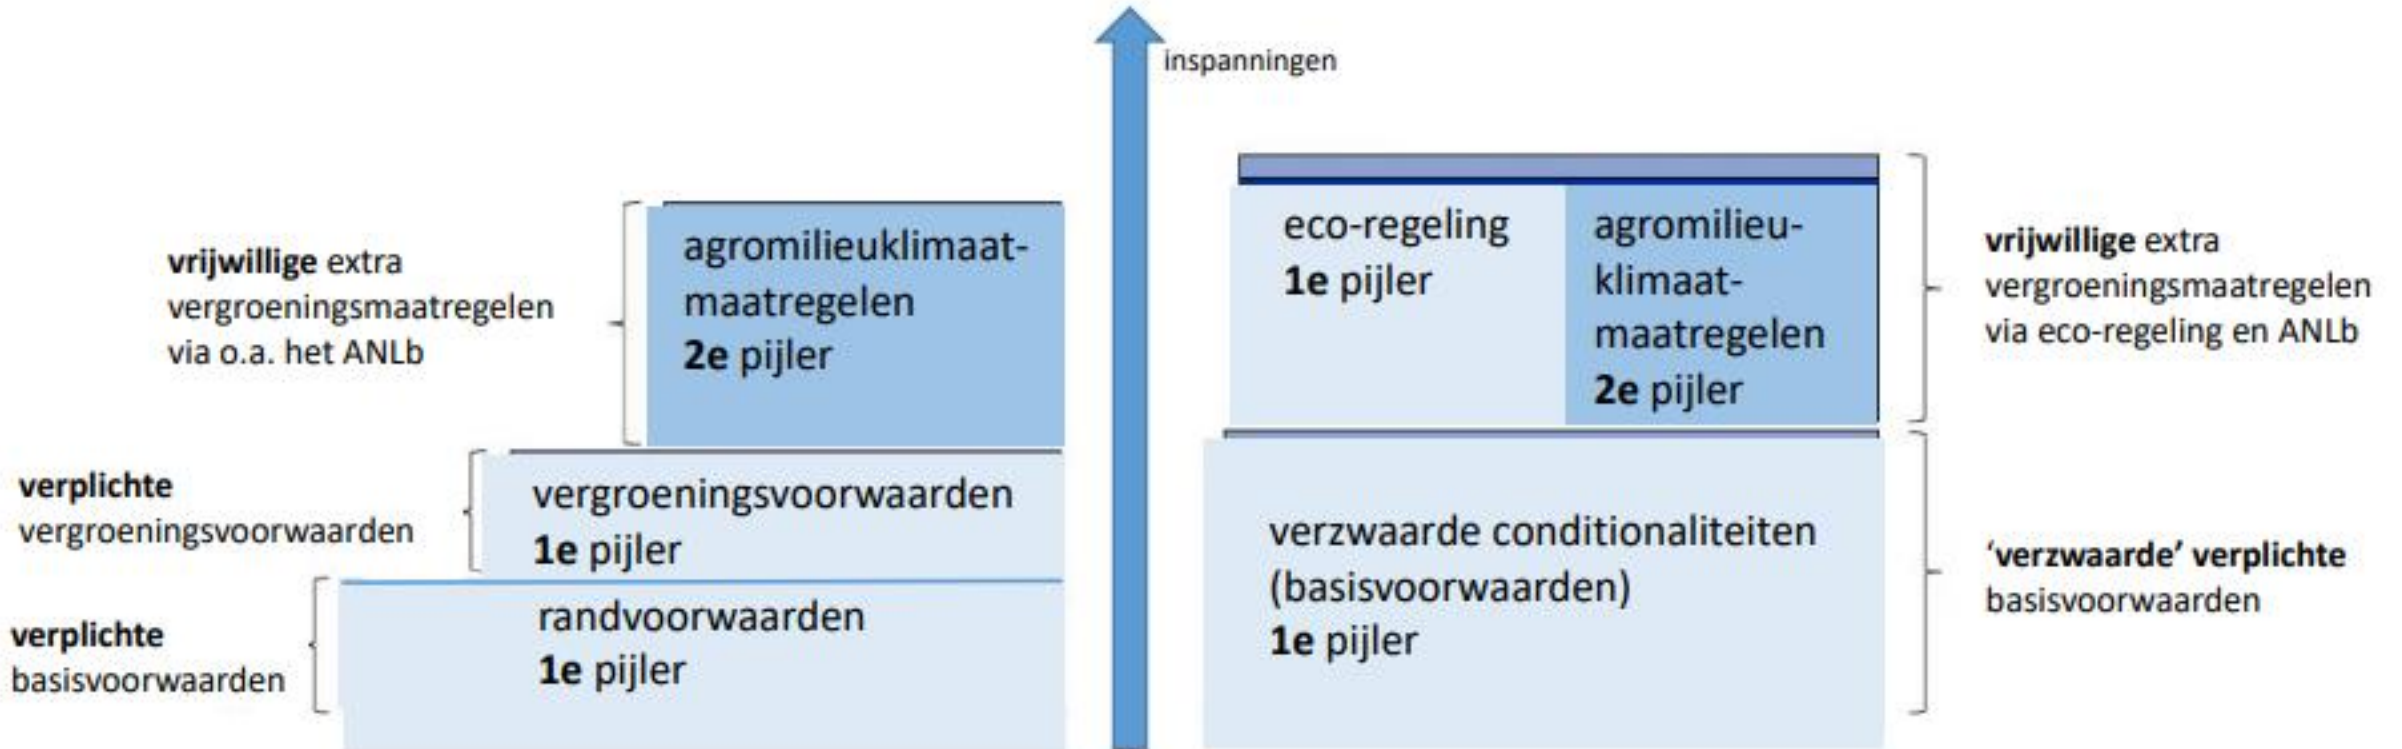 inspanningen
vrijwillige extra
vergroeningsmaatregelen
via o.a. het ANLb
agromilieuklimaat-
maatregelen
2e pijler
verplichte
vergroeningsvoorwaarden
vergroeningsvoorwaarden
1e pijler
verplichte
basisvoorwaarden
randvoorwaarden
1e pijler
eco-regeling
1e pijler
agromilieu-
klimaat-
maatregelen
2e pijler
vrijwillige extra
vergroeningsmaatregelen
via eco-regeling en ANLb
verzwaarde conditionaliteiten
(basisvoorwaarden)
1e pijler
‘verzwaarde’ verplichte
basisvoorwaarden